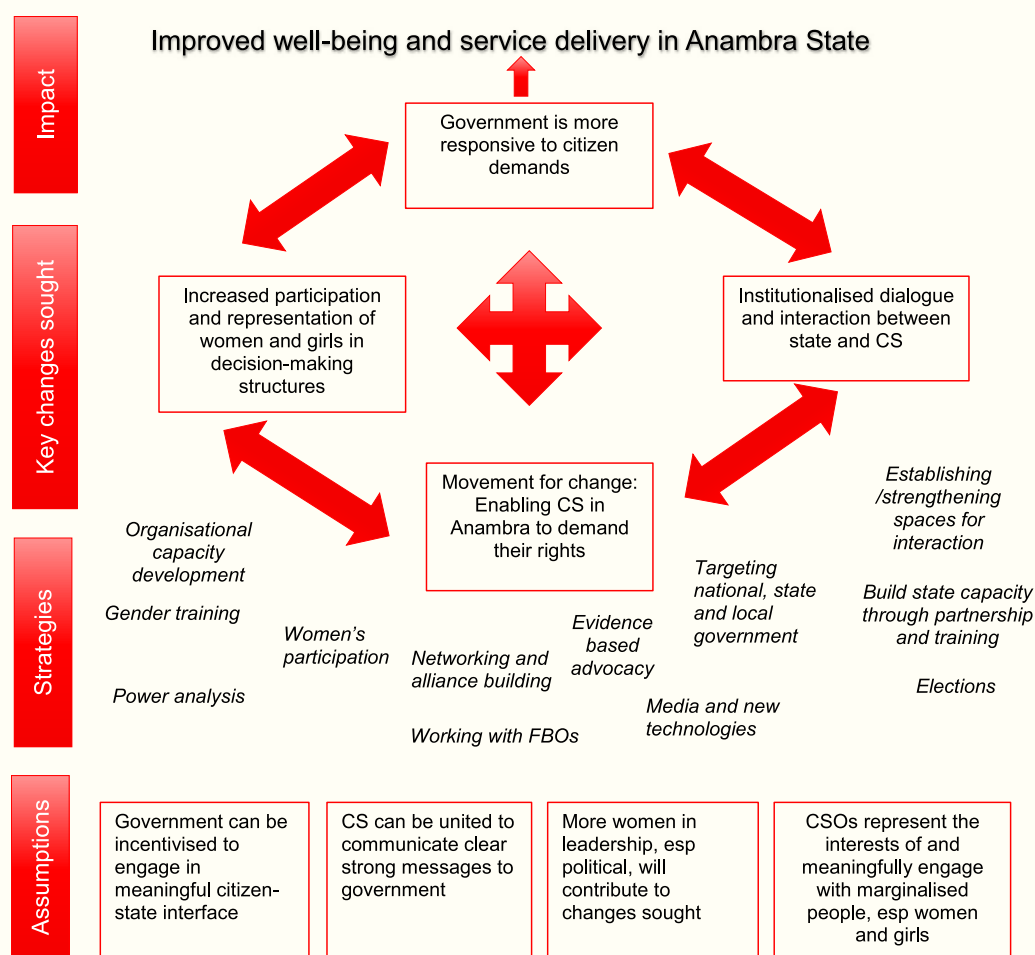 Impact
Improved well-being and service delivery in Anambra State
Government is more
responsive to citizen
demands
Key changes sought
Increased participation
and representation of
women and girls in
decision-making
structures
Institutionalised dialogue
and interaction between
state and CS
Movement for change:
Enabling CS in
Anambra to demand
their rights
Strategies
Organisational
capacity
development
Gender training
Power analysis
Women's
participation
Networking and
alliance building
Working with FBOs
Evidence
based
advocacy
Targeting
national, state
and local
government
Media and new
technologies
Establishing
/strengthening
spaces for
interaction
Build state capacity
through partnership
and training
Elections
Assumptions
Government can be
incentivised to
engage in
meaningful citizen-
state interface
CS can be united to
communicate clear
strong messages to
government
More women in
leadership, esp
political, will
contribute to
changes sought
CSOs represent the
interests of and
meaningfully engage
with marginalised
people, esp women
and girls